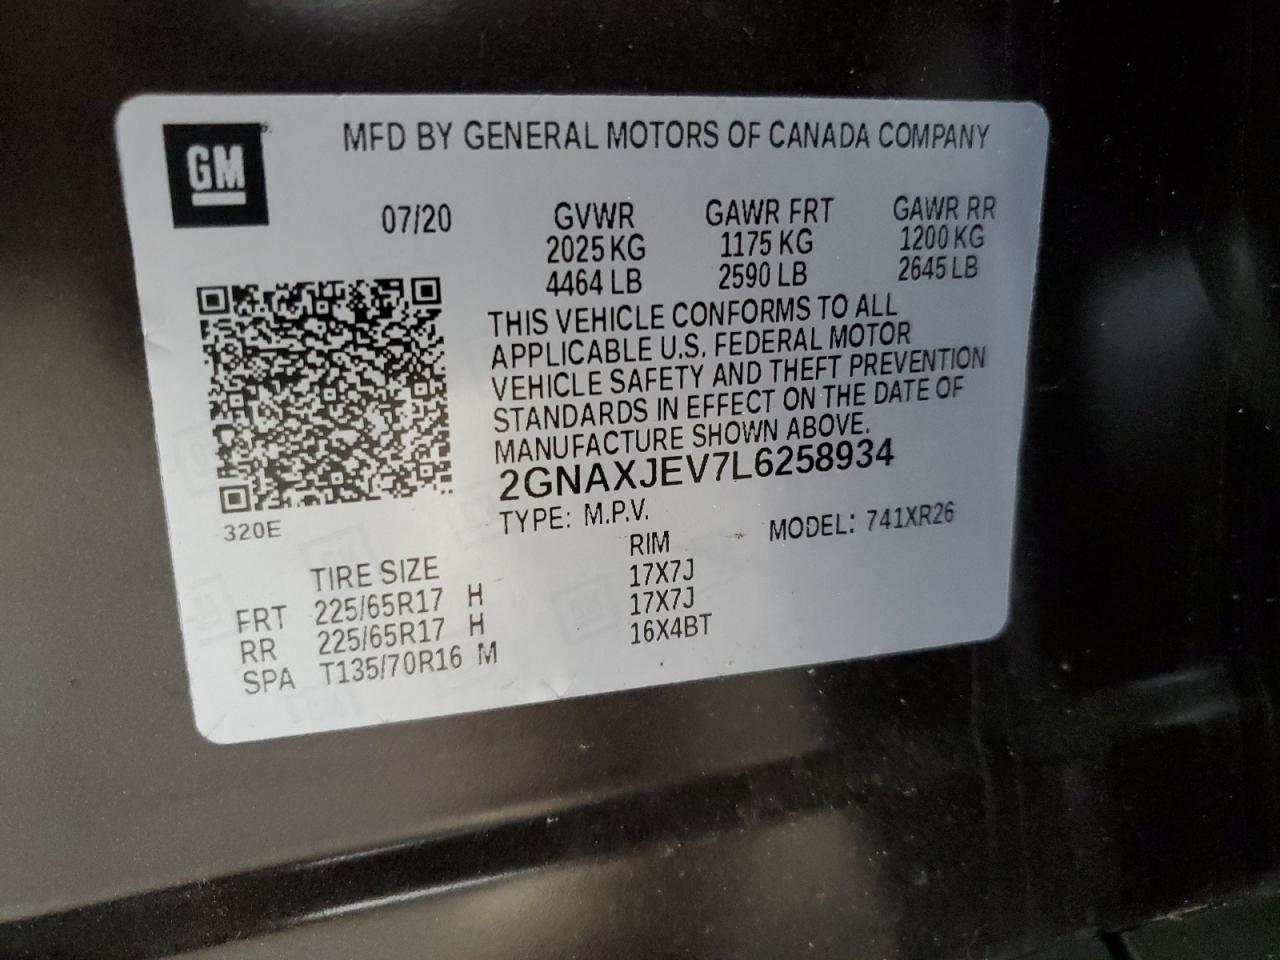 GM
MFD BY GENERAL MOTORS OF CANADA COMPANY
07/20 GVWR GAWR FRT GAWR RR
2025 KG 1175 KG 1200 KG
4464 LB 2590 LB 2645 LB
THIS VEHICLE CONFORMS TO ALL
APPLICABLE U.S. FEDERAL MOTOR
VEHICLE SAFETY AND THEFT PREVENTION
STANDARDS IN EFFECT ON THE DATE OF
MANUFACTURE SHOWN ABOVE.
2GNAXJEV7L6258934
320E
TYPE: M.P.V. MODEL: 741XR26
TIRE SIZE RIM
FRT 225/65R17 H 17X7J
RR 225/65R17 H 17X7J
SPA T135/70R16 M 16X4BT